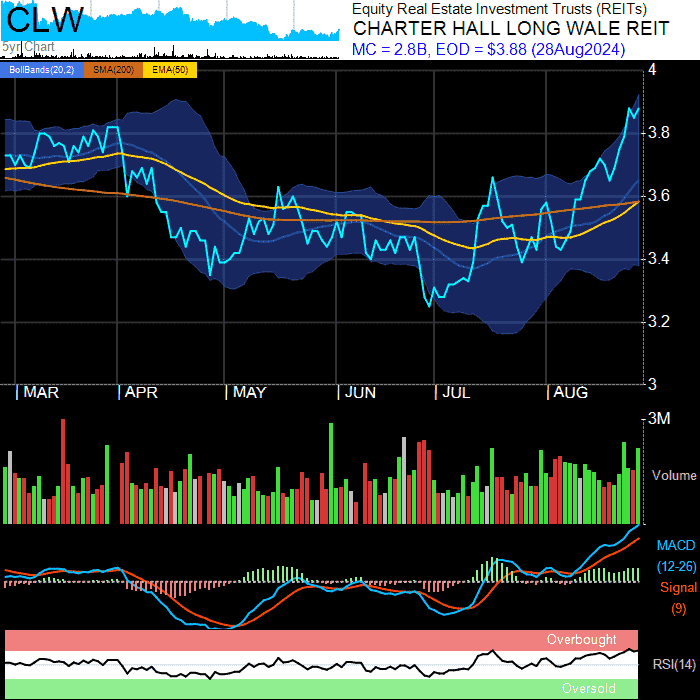 CLW
5yr Chart
Equity Real Estate Investment Trusts (REITs)
CHARTER HALL LONG WALE REIT
MC = 2.8B, EOD = $3.88 (28Aug2024)
BollBands(20,2) SMA(200) EMA(50)
4
3.8
3.6
3.4
3.2
3
| MAR | APR | MAY | JUN | JUL | AUG
3M
Volume
MACD
(12-26)
Signal
(9)
Overbought
RSI(14)
Oversold